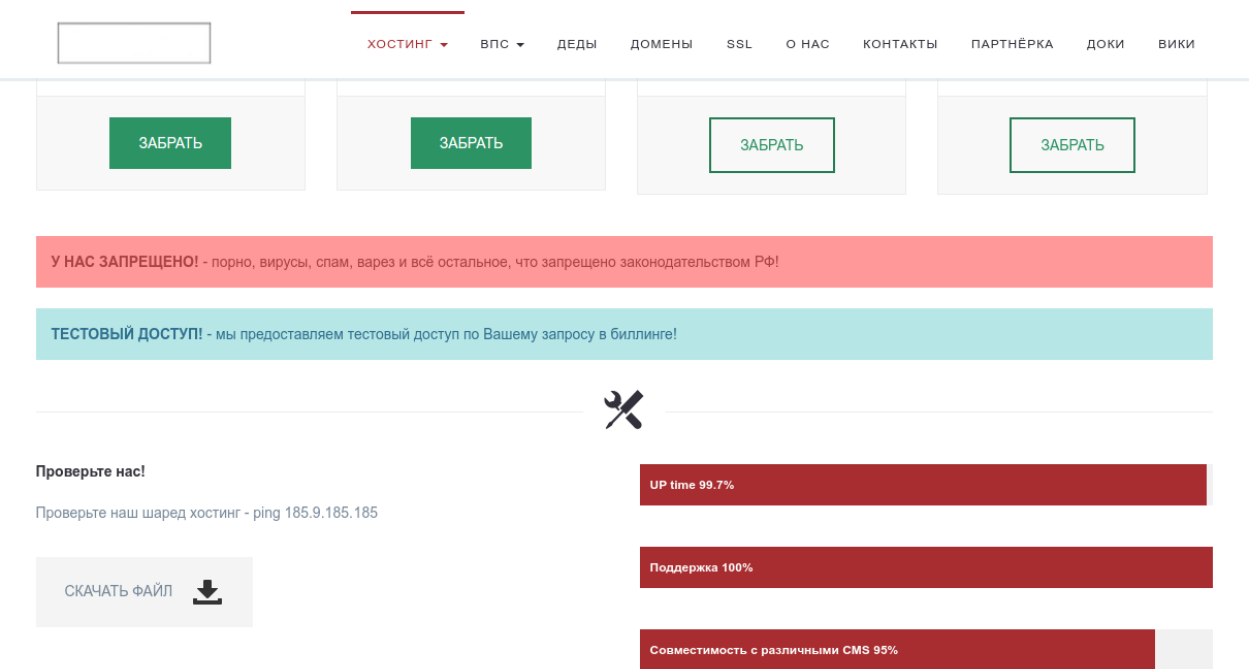 ХОСТИНГ ВПС ДЕДЫ ДОМЕНЫ SSL О НАС КОНТАКТЫ ПАРТНЁРКА ДОКИ ВИКИ
ЗАБРАТЬ ЗАБРАТЬ ЗАБРАТЬ ЗАБРАТЬ
У НАС ЗАПРЕЩЕНО! - порно, вирусы, спам, варез и всё остальное, что запрещено законодательством РФ!
ТЕСТОВЫЙ ДОСТУП! - мы предоставляем тестовый доступ по Вашему запросу в биллинге!
Проверьте нас!
Проверьте наш шаред хостинг - ping 185.9.185.185
СКАЧАТЬ ФАЙЛ
UP time 99.7%
Поддержка 100%
Совместимость с различными CMS 95%